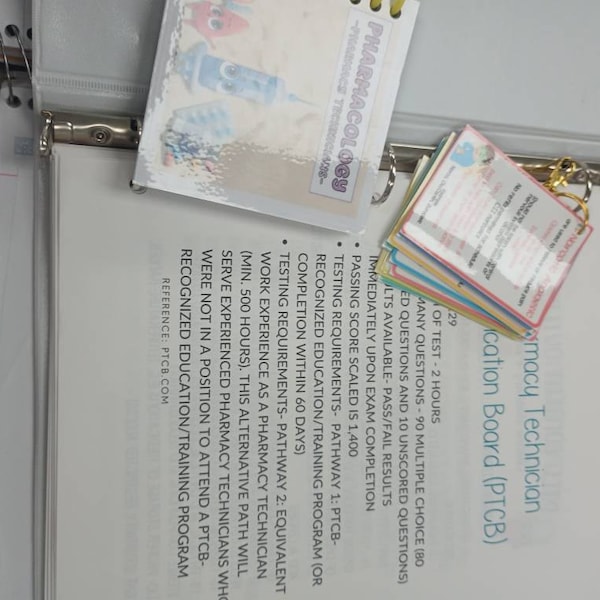 PHARMACOLOGY
-PHARMACY TECHNICIANS-
macy Technician
ication Board (PTCB)
29
OF TEST - 2 HOURS
MANY QUESTIONS - 90 MULTIPLE CHOICE (80
ED QUESTIONS AND 10 UNSCORED QUESTIONS)
ULTS AVAILABLE- PASS/FAIL RESULTS
IMMEDIATELY UPON EXAM COMPLETION
• PASSING SCORE SCALED IS 1,400
• TESTING REQUIREMENTS- PATHWAY 1: PTCB-
RECOGNIZED EDUCATION/TRAINING PROGRAM (OR
COMPLETION WITHIN 60 DAYS)
• TESTING REQUIREMENTS- PATHWAY 2: EQUIVALENT
WORK EXPERIENCE AS A PHARMACY TECHNICIAN
(MIN. 500 HOURS). THIS ALTERNATIVE PATH WILL
SERVE EXPERIENCED PHARMACY TECHNICIANS WHO
WERE NOT IN A POSITION TO ATTEND A PTCB-
RECOGNIZED EDUCATION/TRAINING PROGRAM
REFERENCE: PTCB.COM